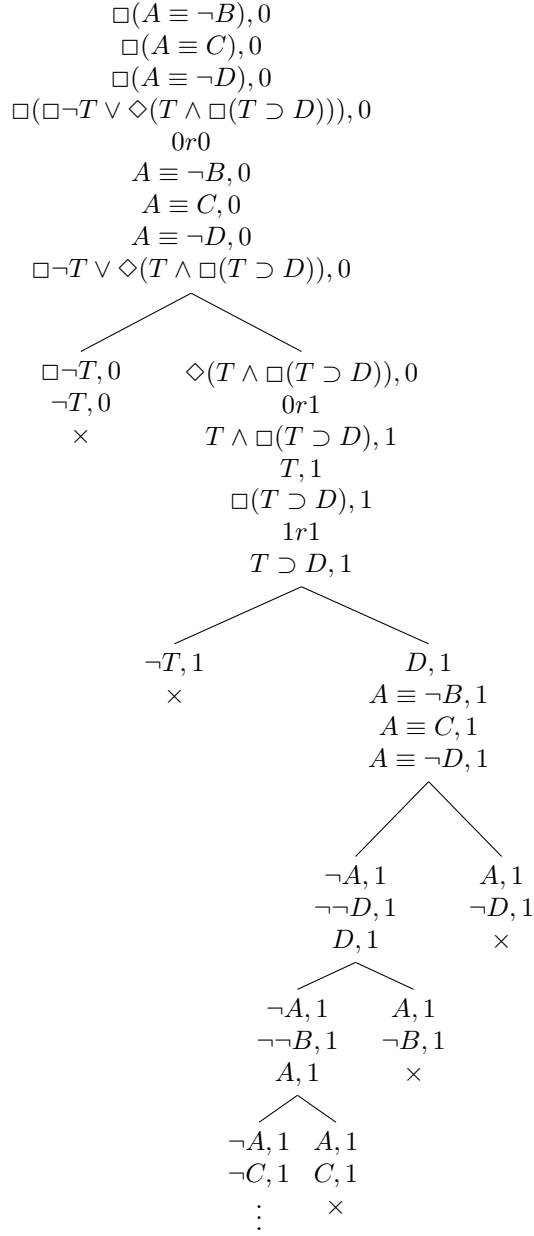 □(A ≡ ¬B), 0
□(A ≡ C), 0
□(A ≡ ¬D), 0
□(□¬T ∨ ◇(T ∧ □(T ⊃ D))), 0
0r0
A ≡ ¬B, 0
A ≡ C, 0
A ≡ ¬D, 0
□¬T ∨ ◇(T ∧ □(T ⊃ D)), 0
□¬T, 0
¬T, 0
×
◇(T ∧ □(T ⊃ D)), 0
0r1
T ∧ □(T ⊃ D), 1
T, 1
□(T ⊃ D), 1
1r1
T ⊃ D, 1
¬T, 1
×
D, 1
A ≡ ¬B, 1
A ≡ C, 1
A ≡ ¬D, 1
¬A, 1
¬¬D, 1
D, 1
A, 1
¬D, 1
×
¬A, 1
¬¬B, 1
A, 1
A, 1
¬B, 1
×
¬A, 1
¬C, 1
⋮
A, 1
C, 1
×